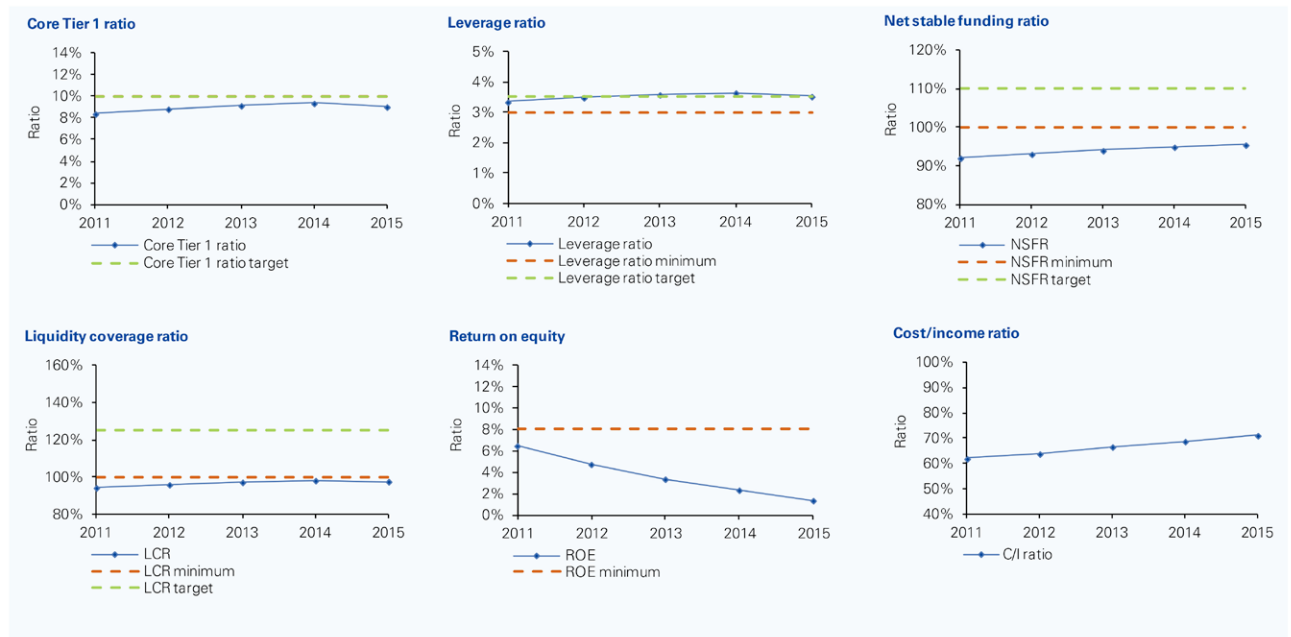 Core Tier 1 ratio
14%
12%
10%
8%
6%
4%
2%
0%
Ratio
2011 2012 2013 2014 2015
Core Tier 1 ratio
Core Tier 1 ratio target
Leverage ratio
5%
4%
3%
2%
1%
0%
Ratio
2011 2012 2013 2014 2015
Leverage ratio
Leverage ratio minimum
Leverage ratio target
Net stable funding ratio
120%
110%
100%
90%
80%
Ratio
2011 2012 2013 2014 2015
NSFR
NSFR minimum
NSFR target
Liquidity coverage ratio
160%
140%
120%
100%
80%
Ratio
2011 2012 2013 2014 2015
LCR
LCR minimum
LCR target
Return on equity
14%
12%
10%
8%
6%
4%
2%
0%
Ratio
2011 2012 2013 2014 2015
ROE
ROE minimum
Cost/income ratio
100%
90%
80%
70%
60%
50%
40%
Ratio
2011 2012 2013 2014 2015
C/I ratio